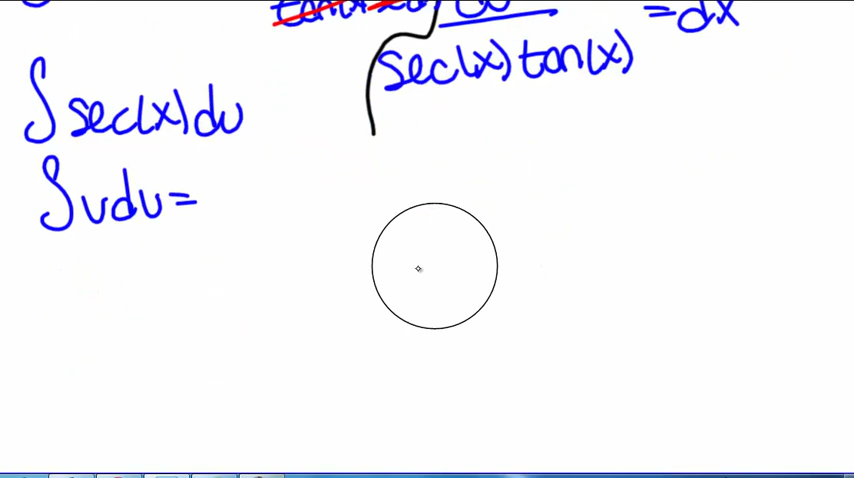 = dx
sec(x) tan(x)
∫ sec(x) du
∫ u du =